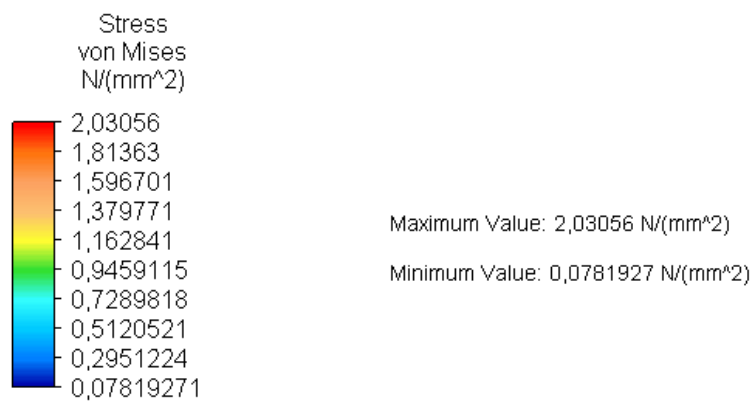 Stress
von Mises
N/(mm^2)
2,03056
1,81363
1,596701
1,379771
1,162841
0,9459115
0,7289818
0,5120521
0,2951224
0,07819271
Maximum Value: 2,03056 N/(mm^2)
Minimum Value: 0,0781927 N/(mm^2)